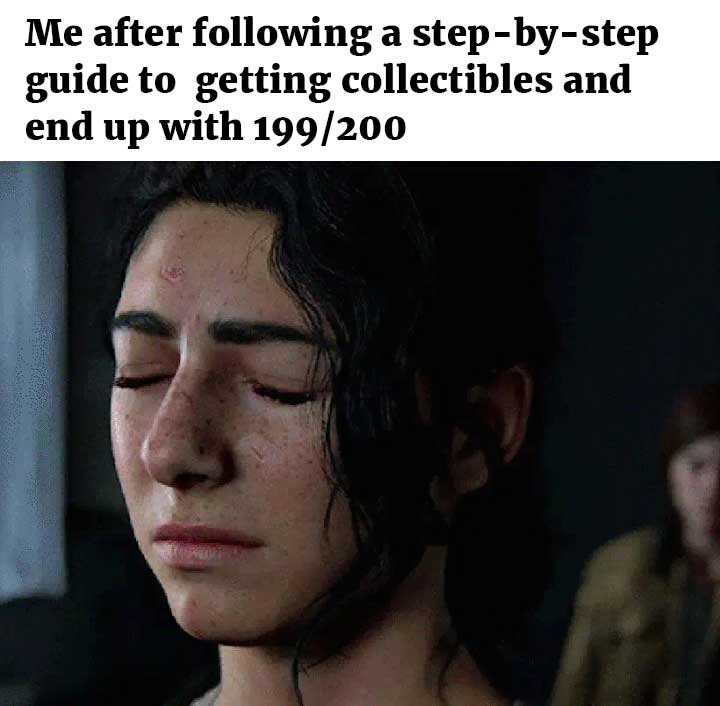 Me after following a step-by-step
guide to  getting collectibles and
end up with 199/200